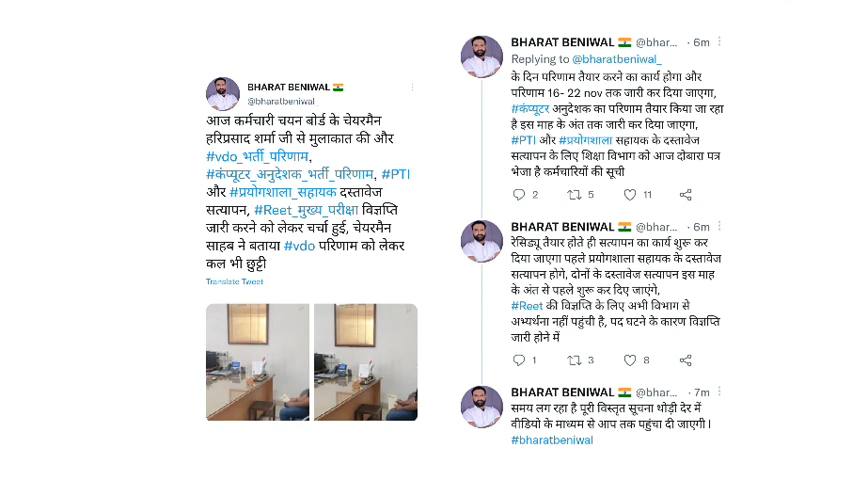 BHARAT BENIWAL
@bharatbeniwal
आज कर्मचारी चयन बोर्ड के चेयरमैन
हरिप्रसाद शर्मा जी से मुलाकात की और
#vdo_भर्ती_परिणाम,
#कंप्यूटर_अनुदेशक_भर्ती_परिणाम, #PTI
और #प्रयोगशाला_सहायक दस्तावेज
सत्यापन, #Reet_मुख्य_परीक्षा विज्ञप्ति
जारी करने को लेकर चर्चा हुई, चेयरमैन
साहब ने बताया #vdo परिणाम को लेकर
कल भी छुट्टी
Translate Tweet
BHARAT BENIWAL @bhar... · 6m
Replying to @bharatbeniwal_
के दिन परिणाम तैयार करने का कार्य होगा और
परिणाम 16- 22 nov तक जारी कर दिया जाएगा,
#कंप्यूटर अनुदेशक का परिणाम तैयार किया जा रहा
है इस माह के अंत तक जारी कर दिया जाएगा,
#PTI और #प्रयोगशाला सहायक के दस्तावेज
सत्यापन के लिए शिक्षा विभाग को आज दोबारा पत्र
भेजा है कर्मचारियों की सूची
2 5 11
BHARAT BENIWAL @bhar... · 6m
रेसिड्यू तैयार होते ही सत्यापन का कार्य शुरू कर
दिया जाएगा पहले प्रयोगशाला सहायक के दस्तावेज
सत्यापन होगे, दोनों के दस्तावेज सत्यापन इस माह
के अंत से पहले शुरू कर दिए जाएंगे,
#Reet की विज्ञप्ति के लिए अभी विभाग से
अभ्यर्थना नहीं पहुंची है, पद घटने के कारण विज्ञप्ति
जारी होने में
1 3 8
BHARAT BENIWAL @bhar... · 7m
समय लग रहा है पूरी विस्तृत सूचना थोड़ी देर में
वीडियो के माध्यम से आप तक पहुंचा दी जाएगी l
#bharatbeniwal